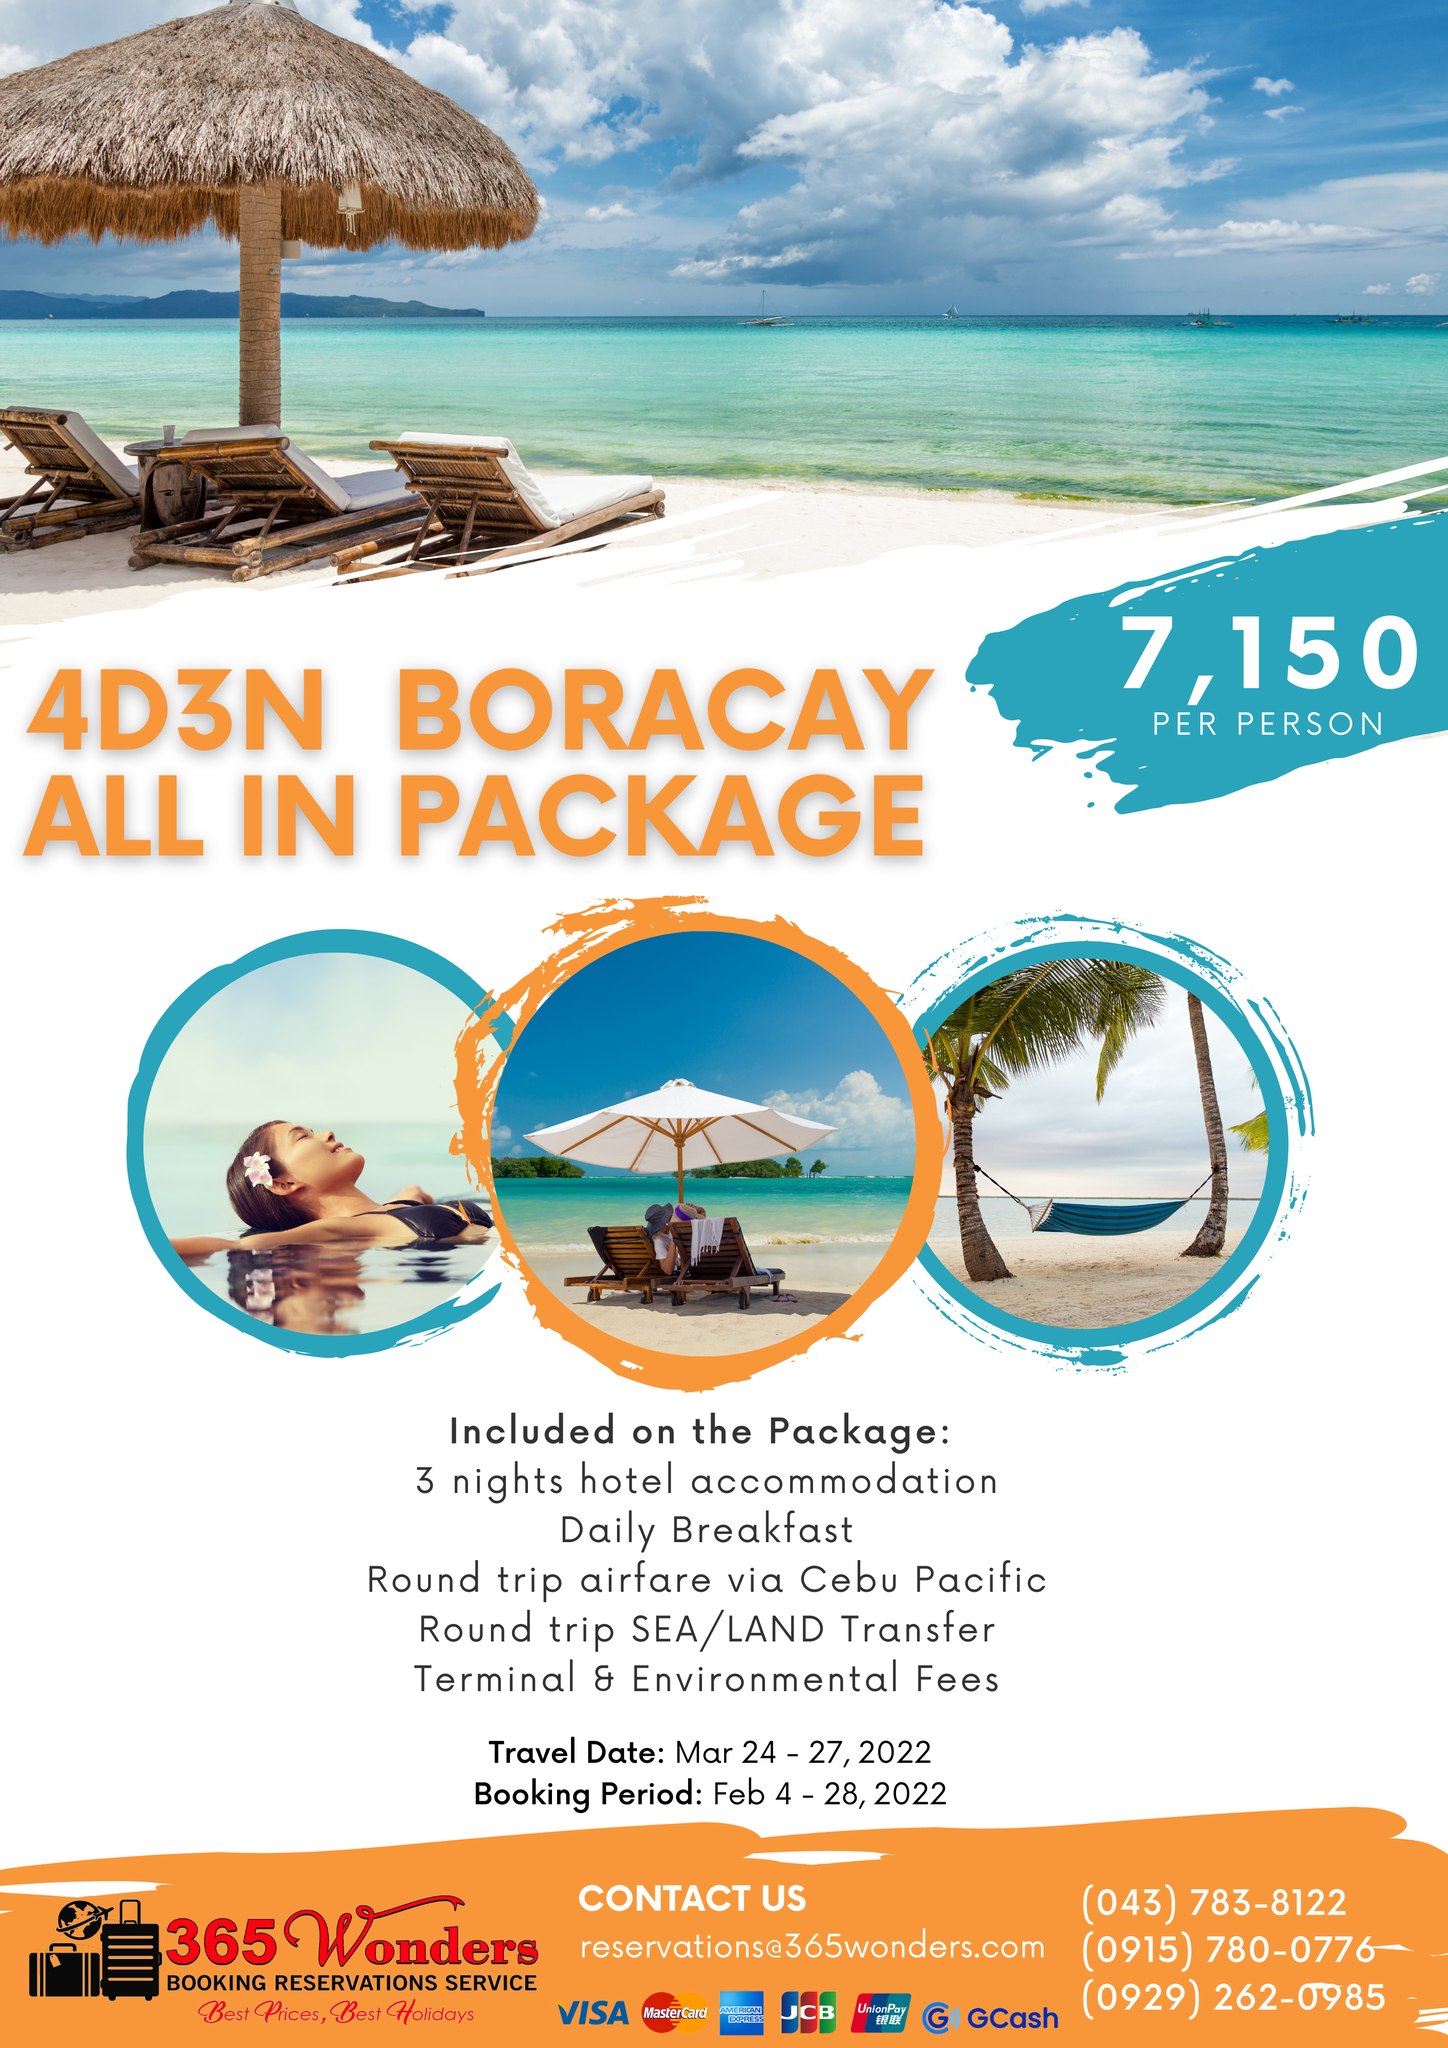 7,150
PER PERSON
4D3N BORACAY
ALL IN PACKAGE
Included on the Package:
3 nights hotel accommodation
Daily Breakfast
Round trip airfare via Cebu Pacific
Round trip SEA/LAND Transfer
Terminal & Environmental Fees
Travel Date: Mar 24 - 27, 2022
Booking Period: Feb 4 - 28, 2022
365 Wonders
BOOKING RESERVATIONS SERVICE
Best Prices, Best Holidays
CONTACT US
reservations@365wonders.com
VISA MasterCard AMERICAN EXPRESS JCB UnionPay 银联 GCash
(043) 783-8122
(0915) 780-0776
(0929) 262-0985